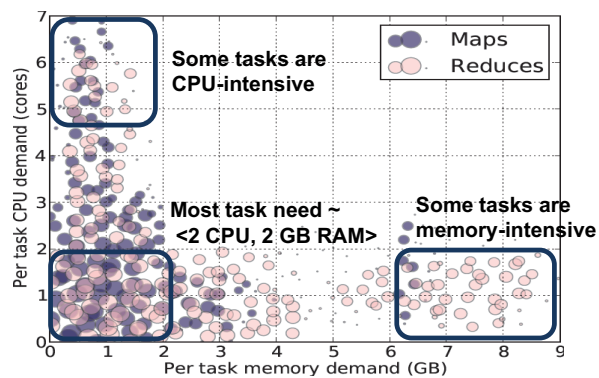 7
6
5
4
3
2
1
0
0 1 2 3 4 5 6 7 8 9
Per task CPU demand (cores)
Per task memory demand (GB)
Maps
Reduces
Some tasks are
CPU-intensive
Most task need ~
<2 CPU, 2 GB RAM>
Some tasks are
memory-intensive